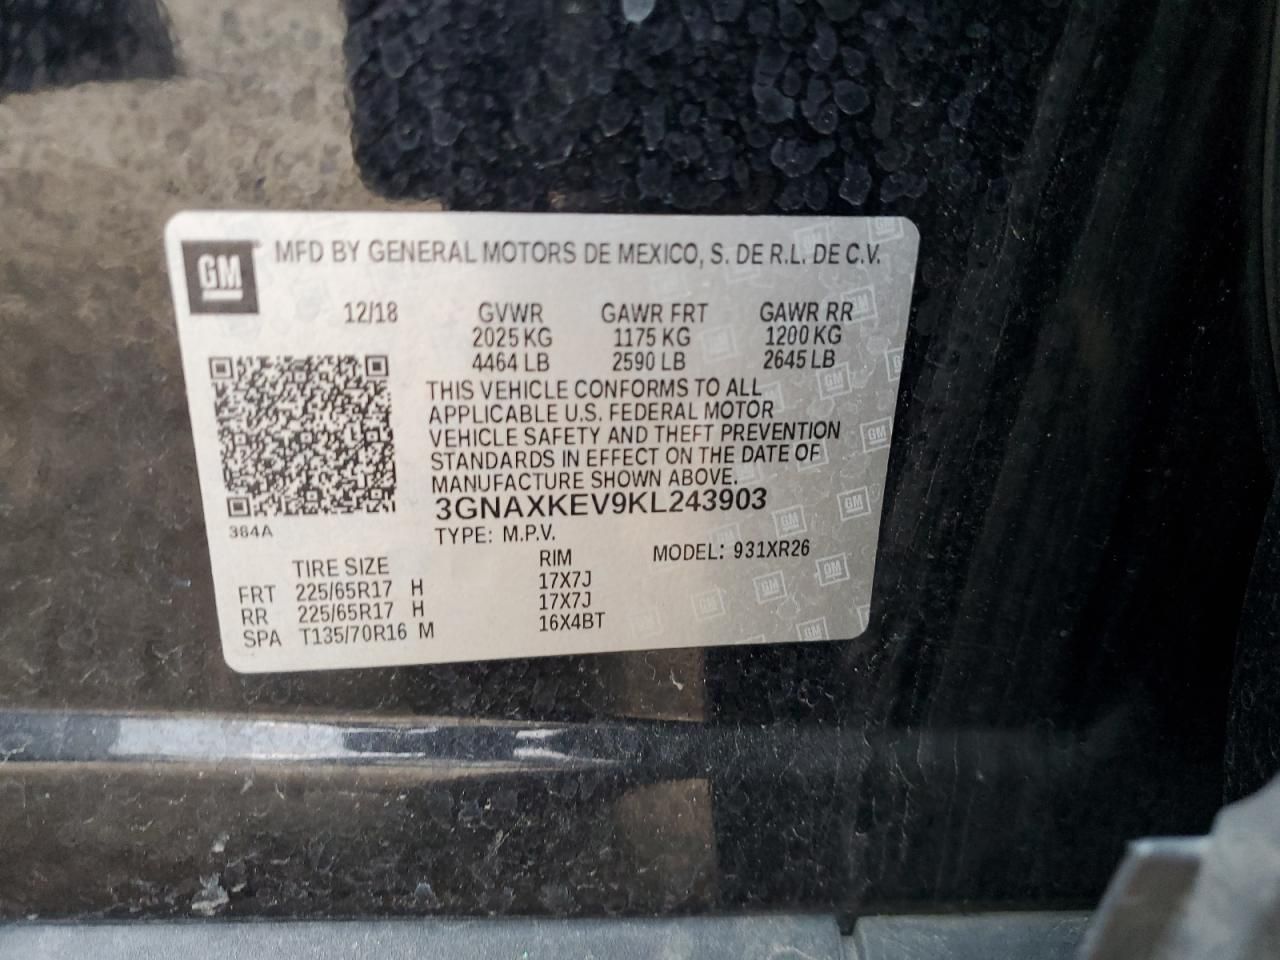 GM
MFD BY GENERAL MOTORS DE MEXICO, S. DE R.L. DE C.V.
12/18 GVWR GAWR FRT GAWR RR
2025 KG 1175 KG 1200 KG
4464 LB 2590 LB 2645 LB
THIS VEHICLE CONFORMS TO ALL
APPLICABLE U.S. FEDERAL MOTOR
VEHICLE SAFETY AND THEFT PREVENTION
STANDARDS IN EFFECT ON THE DATE OF
MANUFACTURE SHOWN ABOVE.
3GNAXKEV9KL243903
384A
TYPE: M.P.V.
TIRE SIZE RIM MODEL: 931XR26
FRT 225/65R17 H 17X7J
RR 225/65R17 H 17X7J
SPA T135/70R16 M 16X4BT